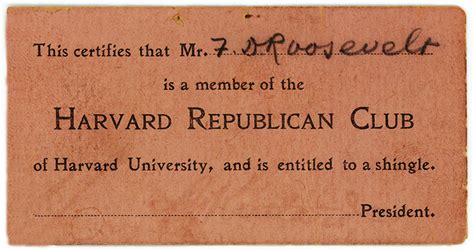 This certifies that Mr. F D Roosevelt
is a member of the
HARVARD REPUBLICAN CLUB
of Harvard University, and is entitled to a shingle.
President.